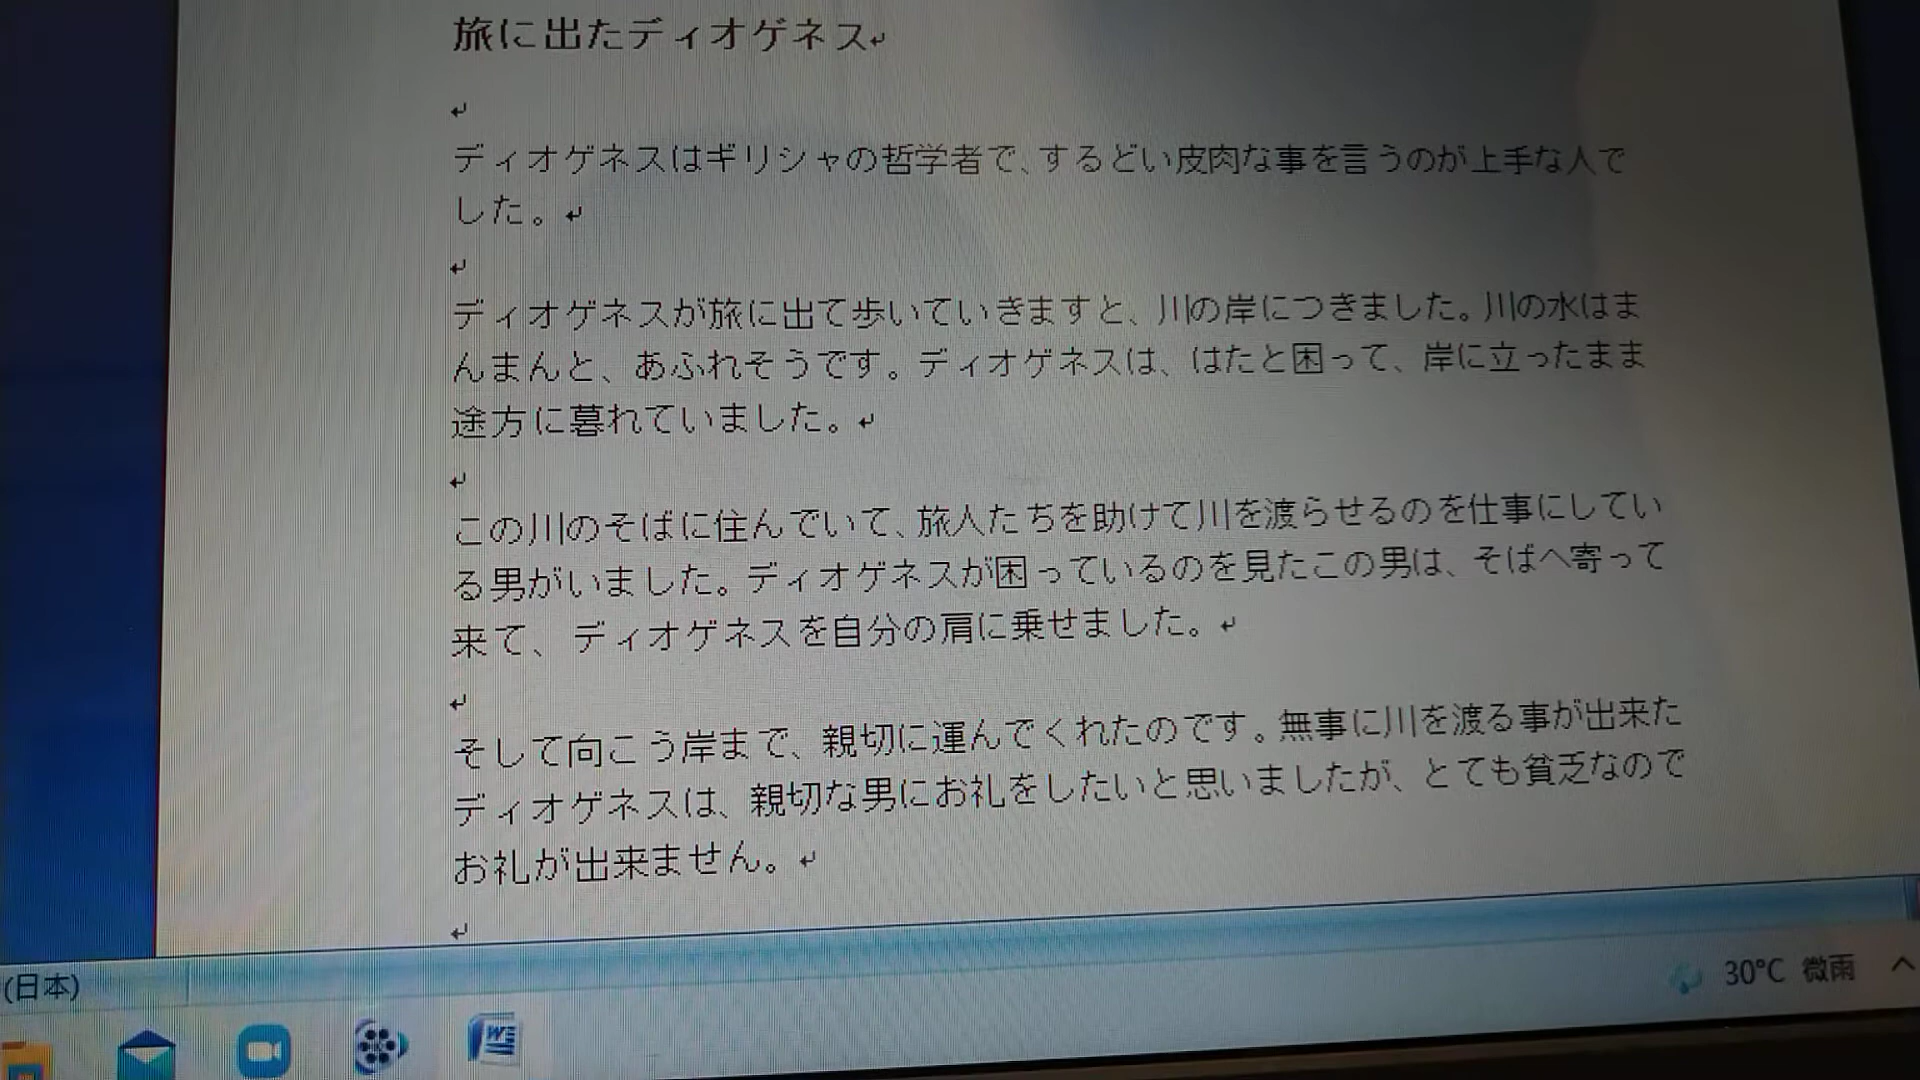 旅に出たディオゲネス
ディオゲネスはギリシャの哲学者で、するどい皮肉な事を言うのが上手な人で
した。
ディオゲネスが旅に出て歩いていきますと、川の岸につきました。川の水はま
んまんと、あふれそうです。ディオゲネスは、はたと困って、岸に立ったまま
途方に暮れていました。
この川のそばに住んでいて、旅人たちを助けて川を渡らせるのを仕事にしてい
る男がいました。ディオゲネスが困っているのを見たこの男は、そばへ寄って
来て、ディオゲネスを自分の肩に乗せました。
そして向こう岸まで、親切に運んでくれたのです。無事に川を渡る事が出来た
ディオゲネスは、親切な男にお礼をしたいと思いましたが、とても貧乏なので
お礼が出来ません。
(日本)
30°C 微雨
W